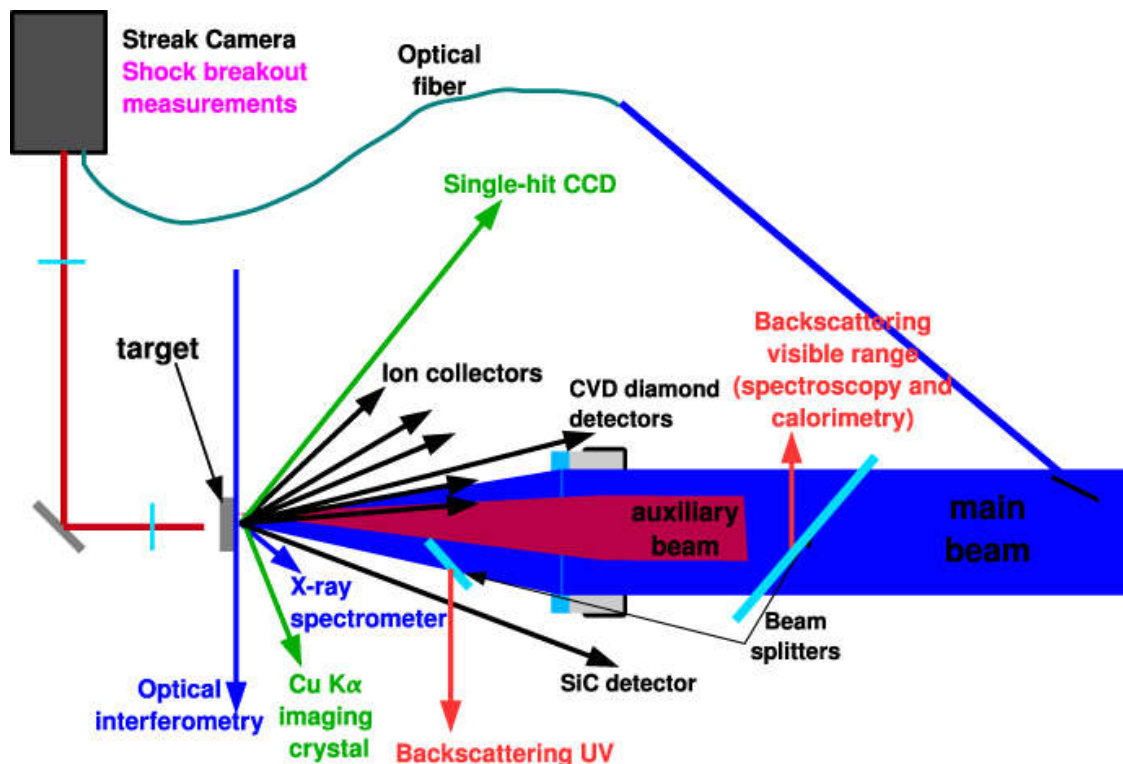 Streak Camera
Shock breakout
measurements
Optical
fiber
Single-hit CCD
target
Ion collectors
CVD diamond
detectors
Backscattering
visible range
(spectroscopy and
calorimetry)
auxiliary
beam
main
beam
X-ray
spectrometer
Beam
splitters
SiC detector
Optical
interferometry
Cu Kα
imaging
crystal
Backscattering UV